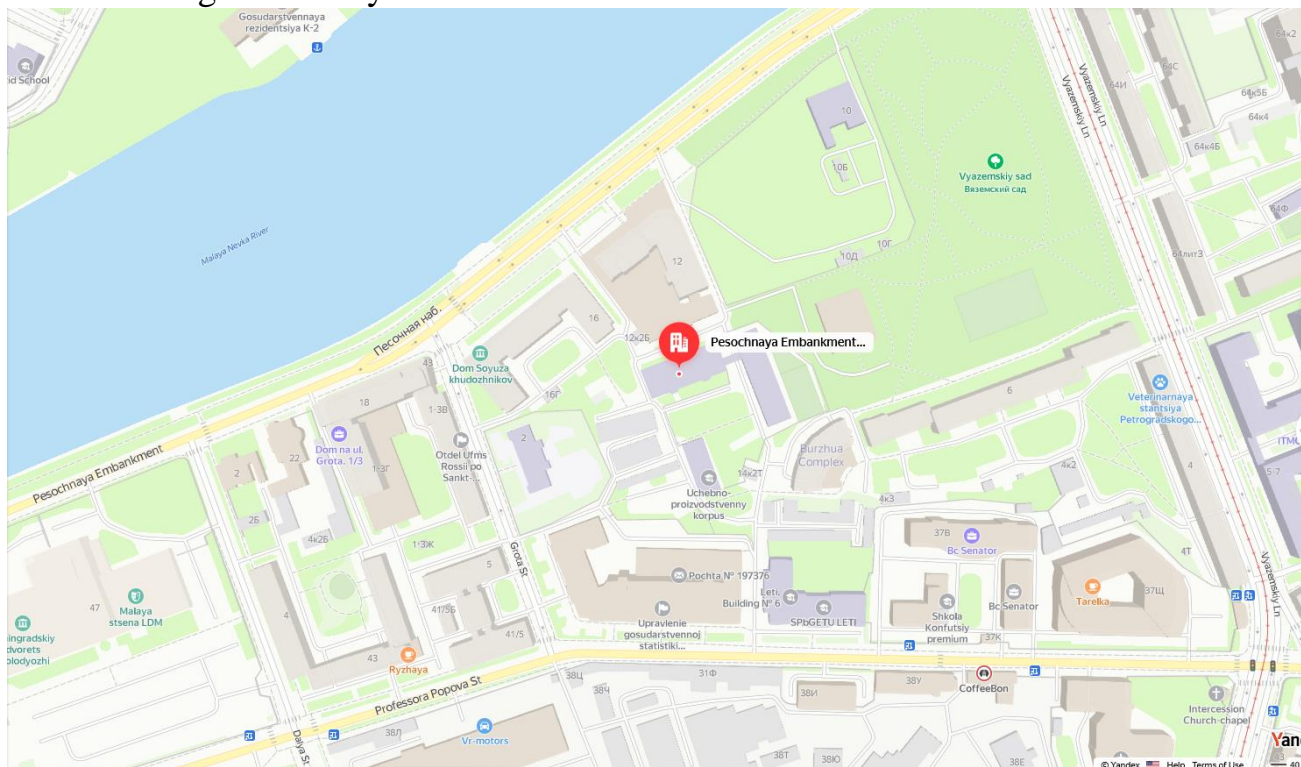 Gosudarstvennaya
rezidentsiya K-2
Vyazemskiy Ln
Vyazemskiy Ln
64И
64С
64к2
64к5Б
64к4
64к4Б
10
10Б
Vyazemskiy sad
Вяземский сад
64Ф
Malaya Nevka River
12
10Д
10Г
64литЗ
Песочная наб.
16
12к2Б
Pesochnaya Embankment...
43
Dom Soyuza
khudozhnikov
16Г
6
Veterinarnaya
stantsiya
Petrogradskogo...
18
1-3В
Dom na ul.
Grota, 1/3
Otdel Ufms
Rossii po
Sankt-...
2
Burzhua
Complex
ITMO
Pesochnaya Embankment
2
22
1-3Г
14к2Т
4к2
4
15-7
Uchebno-
proizvodstvenny
korpus
4к3
2Б
4к2Б
1-3Ж
Grota St
37В
Bc Senator
4Т
5
Pochta № 197376
Letu
Building № 6
Vyazemskiy Ln
47
Malaya
stsena LDM
4
41/5Б
Upravlenie
gosudarstvennoj
statistiki...
SPbGETU LETI
Shkola
Konfutsiy
premium
Bc Senator
Tarelka
37Щ
ingradskiy
dvorets
olodyozhi
41/5
37К
43
Ryzhaya
38Ц
38Ч
31Ф
38И
38У
CoffeeBon
Professora Popova St
Intercession
Church-chapel
Dalya St
38Л
Vr-motors
38Т
38Ю
38Е
43
Yan
© Yandex
Help
Terms of Use
40